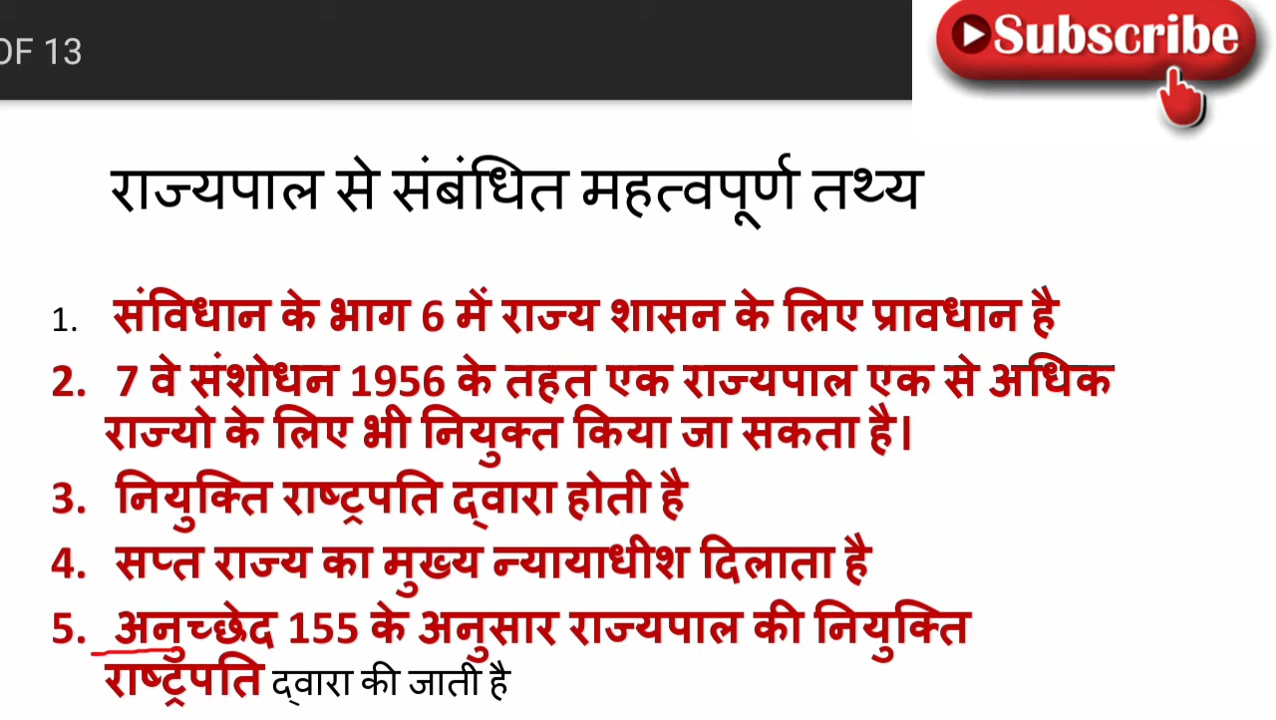 OF 13
Subscribe
राज्यपाल से संबंधित महत्वपूर्ण तथ्य
1. संविधान के भाग 6 में राज्य शासन के लिए प्रावधान है
2. 7 वे संशोधन 1956 के तहत एक राज्यपाल एक से अधिक
राज्यो के लिए भी नियुक्त किया जा सकता है।
3. नियुक्ति राष्ट्रपति द्वारा होती है
4. सप्त राज्य का मुख्य न्यायाधीश दिलाता है
5. अनुच्छेद 155 के अनुसार राज्यपाल की नियुक्ति
राष्ट्रपति द्वारा की जाती है